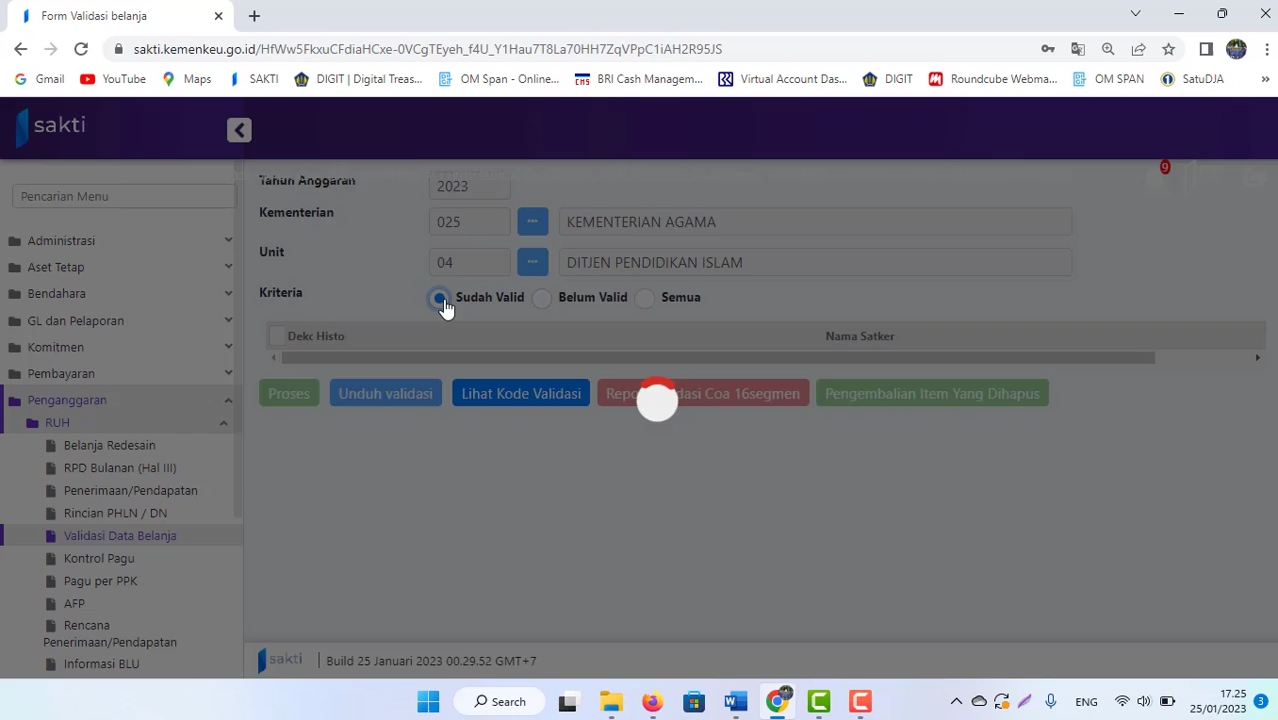 Form Validasi belanja
sakti.kemenkeu.go.id/HfWw5FkxuCFdiaHCxe-0VCgTEyeh_f4U_Y1Hau7T8La70HH7ZqVPpC1iAH2R95JS
Gmail YouTube Maps SAKTI DIGIT | Digital Treas... OM Span - Online... CMS BRI Cash Managem... Virtual Account Das... DIGIT Roundcube Webma... OM SPAN SatuDJA »
sakti
9
Pencarian Menu
Administrasi
Aset Tetap
Bendahara
GL dan Pelaporan
Komitmen
Pembayaran
Penganggaran
RUH
Belanja Redesain
RPD Bulanan (Hal III)
Penerimaan/Pendapatan
Rincian PHLN / DN
Validasi Data Belanja
Kontrol Pagu
Pagu per PPK
AFP
Rencana
Penerimaan/Pendapatan
Informasi BLU
Tahun Anggaran 2023
Kementerian 025 ... KEMENTERIAN AGAMA
Unit 04 ... DITJEN PENDIDIKAN ISLAM
Kriteria Sudah Valid Belum Valid Semua
Dekc Histo Nama Satker
Proses Unduh validasi Lihat Kode Validasi Coa 16segmen Pengembalian Item Yang Dihapus
sakti Build 25 Januari 2023 00.29.52 GMT+7
Search ENG 17.25
25/01/2023 3